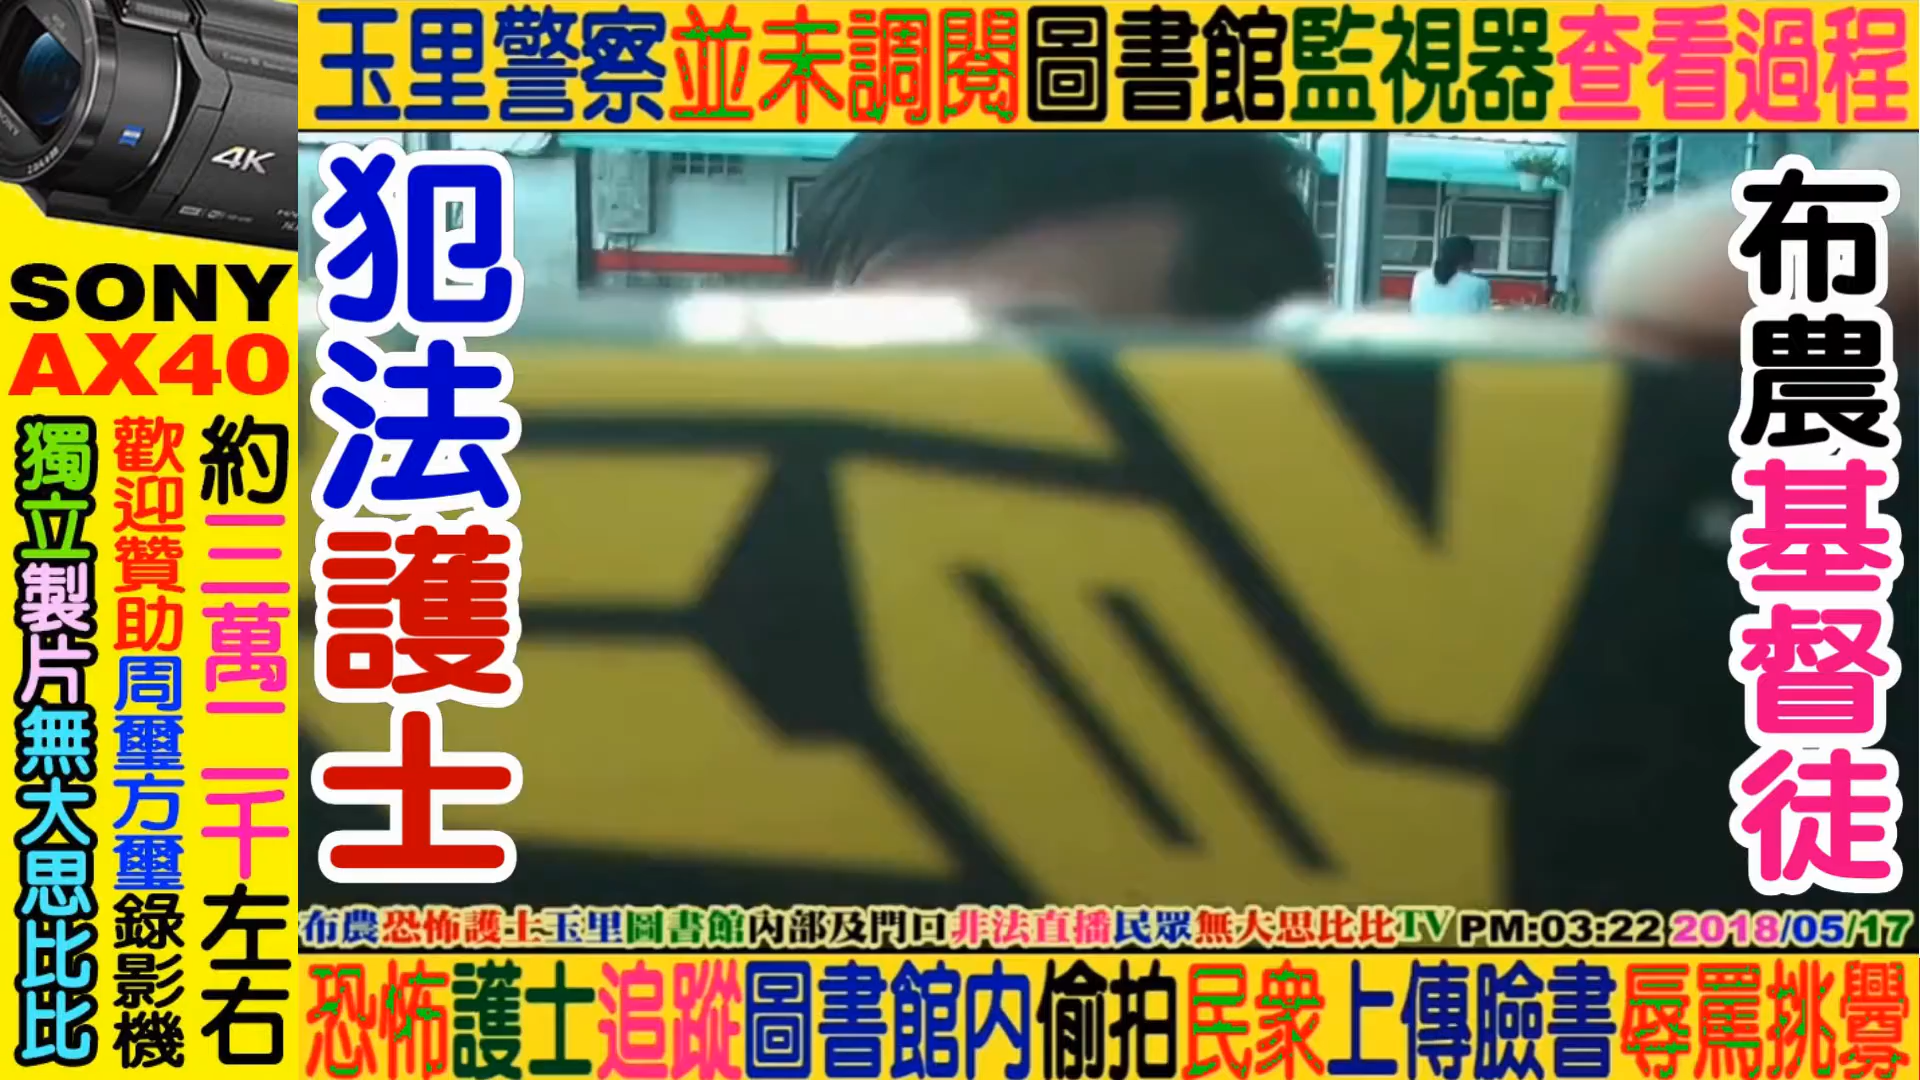 玉里警察並未調閱圖書館監視器查看過程
4K
SONY
AX40
約三萬二千左右
歡迎贊助周璽方璽錄影機
獨立製片無大思比比
犯法護士
布農基督徒
布農恐怖護士玉里圖書館內部及門口非法直播民眾無大思比比TV PM:03:22 2018/05/17
恐怖護士追蹤圖書館內偷拍民眾上傳臉書辱罵挑釁